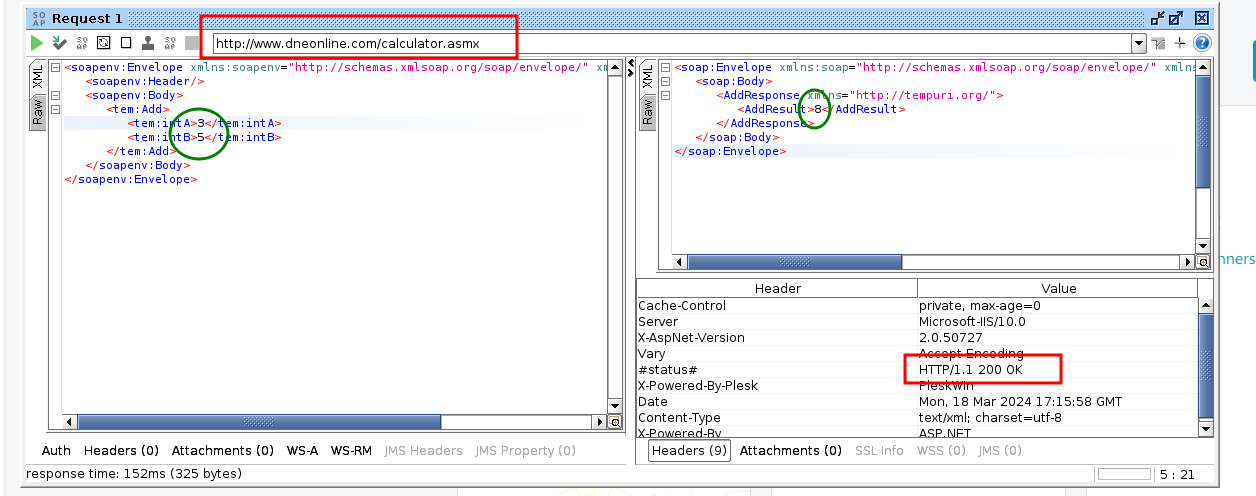 SO
AP
Request 1
SO
AP
SO
AP
http://www.dneonline.com/calculator.asmx
XML
Raw
<soapenv:Envelope xmlns:soapenv="http://schemas.xmlsoap.org/soap/envelope/" xm
<soapenv:Header/>
<soapenv:Body>
<tem:Add>
<tem:intA>3</tem:intA>
<tem:intB>5</tem:intB>
</tem:Add>
</soapenv:Body>
</soapenv:Envelope>
XML
Raw
<soap:Envelope xmlns:soap="http://schemas.xmlsoap.org/soap/envelope/" xmlns
<soap:Body>
<AddResponse xmlns="http://tempuri.org/">
<AddResult>8</AddResult>
</AddResponse>
</soap:Body>
</soap:Envelope>
Header Value
Cache-Control private, max-age=0
Server Microsoft-IIS/10.0
X-AspNet-Version 2.0.50727
Vary Accept-Encoding
#status# HTTP/1.1 200 OK
X-Powered-By-Plesk PleskWin
Date Mon, 18 Mar 2024 17:15:58 GMT
Content-Type text/xml; charset=utf-8
X-Powered-By ASP.NET
Auth Headers (0) Attachments (0) WS-A WS-RM JMS Headers JMS Property (0)
Headers (9) Attachments (0) SSL Info WSS (0) JMS (0)
response time: 152ms (325 bytes)
5 : 21
nners